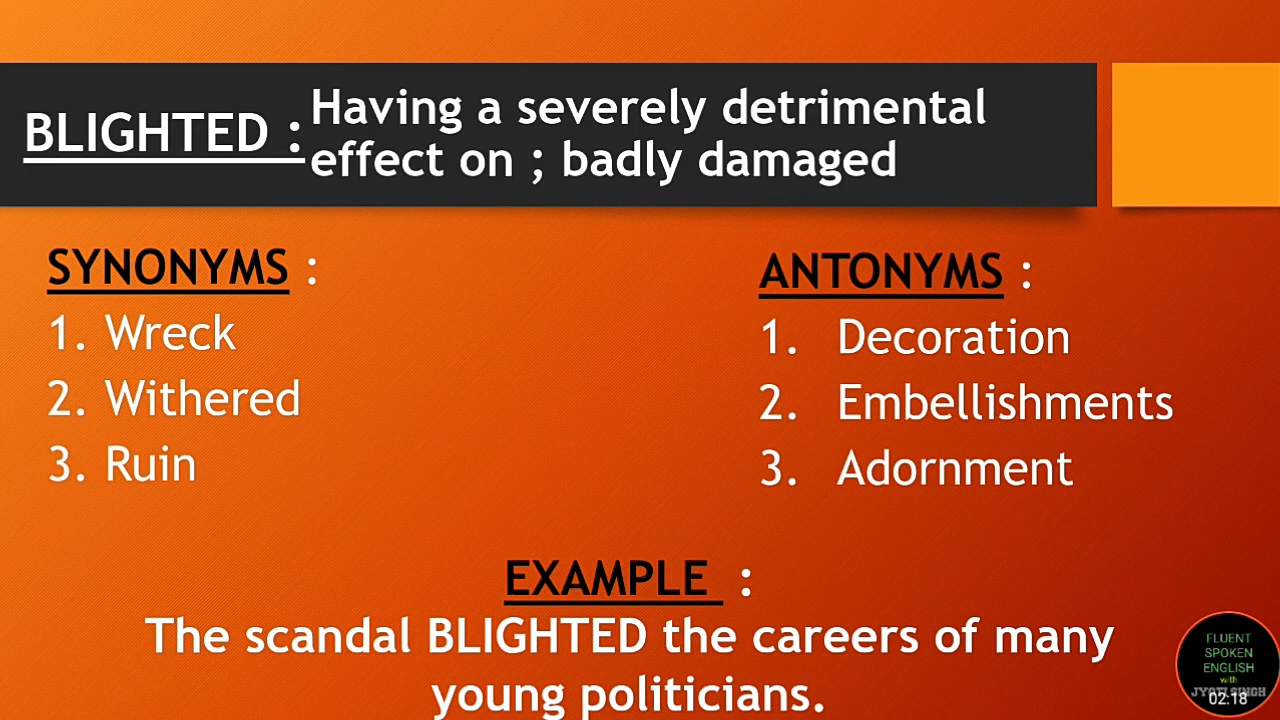 BLIGHTED :
Having a severely detrimental
effect on ; badly damaged
SYNONYMS :
1. Wreck
2. Withered
3. Ruin
ANTONYMS :
1. Decoration
2. Embellishments
3. Adornment
EXAMPLE :
The scandal BLIGHTED the careers of many
young politicians.
FLUENT
SPOKEN
ENGLISH
with
JYOTI SINGH
02:18